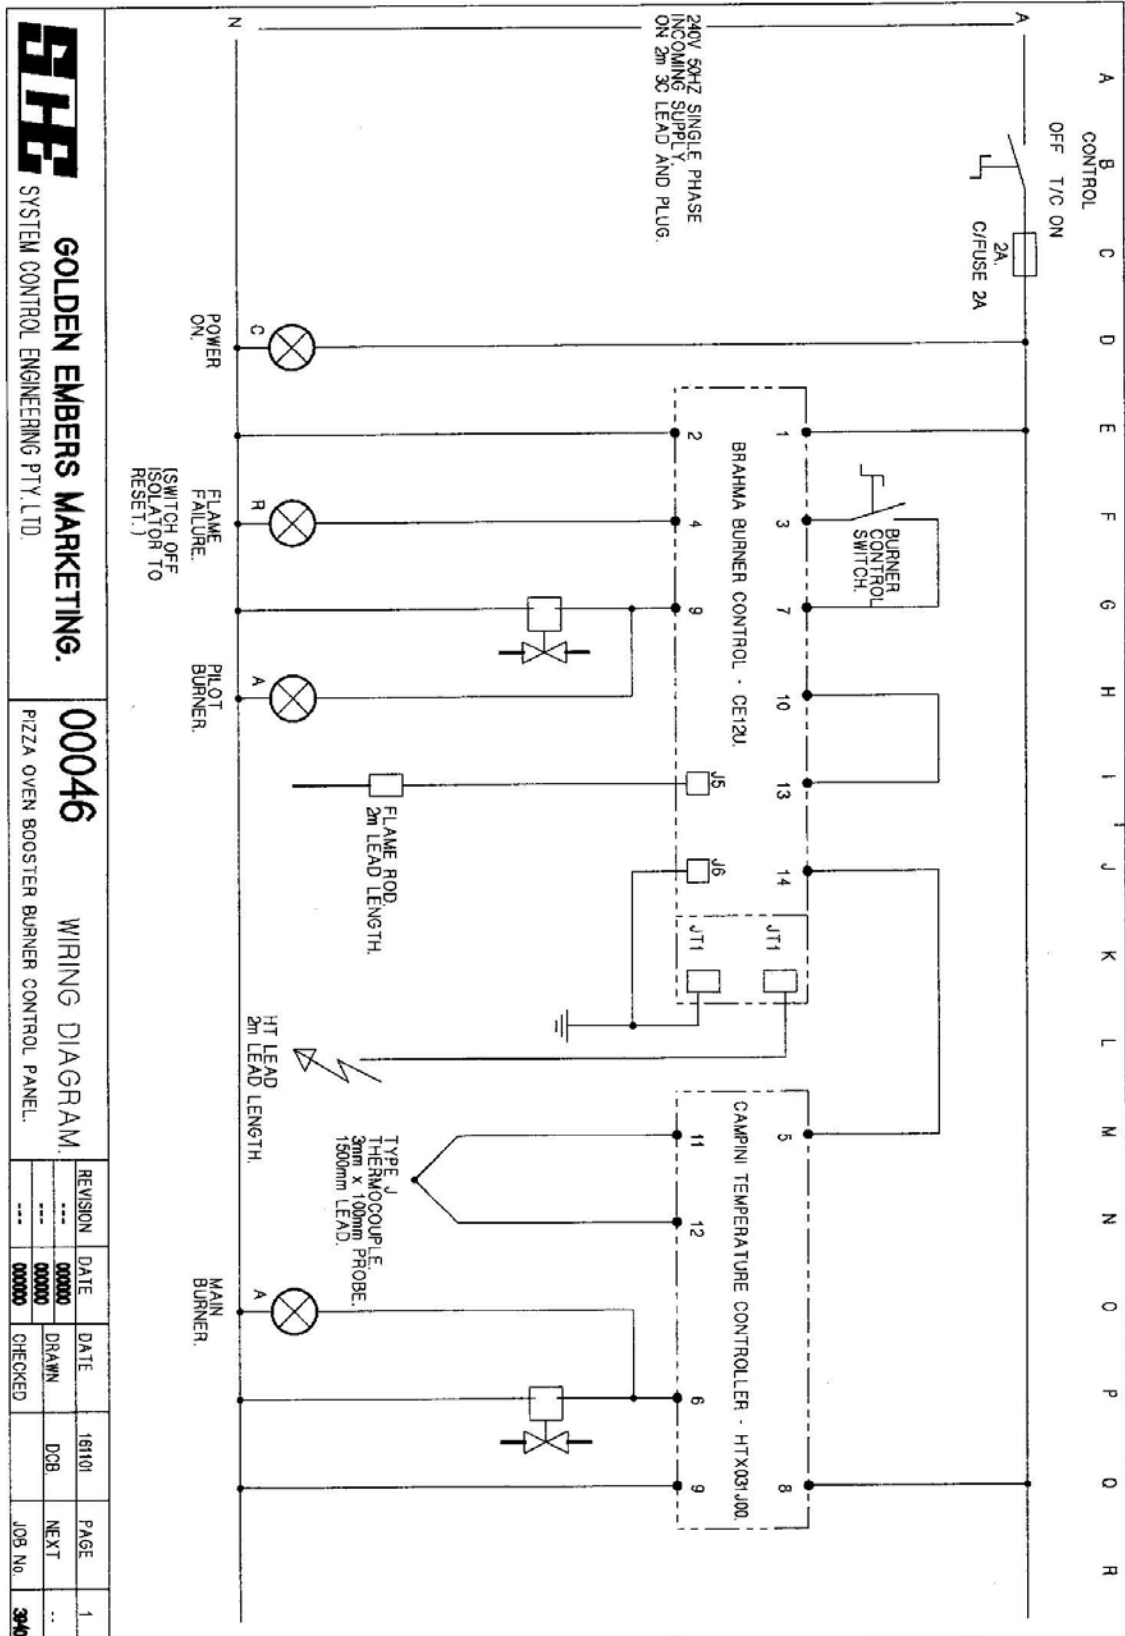 A B C D E F G H I J K L M N O P Q R
CONTROL
OFF T/C ON
A
2A.
C/FUSE 2A
240V 50HZ SINGLE PHASE
INCOMING SUPPLY,
ON 2m 3C LEAD AND PLUG.
N
1
3
7
10
13
14
BURNER
CONTROL
SWITCH.
BRAHMA BURNER CONTROL - CE12U.
2
4
9
J5
J6
JT1
JT1
5
8
CAMPINI TEMPERATURE CONTROLLER - HTX031J00.
11
12
6
9
FLAME ROD.
2m LEAD LENGTH.
HT LEAD
2m LEAD LENGTH.
TYPE J
THERMOCOUPLE.
3mm x 100mm PROBE.
1500mm LEAD.
C
R
A
A
POWER
ON.
FLAME
FAILURE.
(SWITCH OFF
ISOLATOR TO
RESET.)
PILOT
BURNER.
MAIN
BURNER.
SHE
GOLDEN EMBERS MARKETING.
SYSTEM CONTROL ENGINEERING PTY. LTD.
00046 WIRING DIAGRAM.
PIZZA OVEN BOOSTER BURNER CONTROL PANEL.
REVISION DATE DATE 161101 PAGE 1
--- 000000
--- 000000 DRAWN DCB. NEXT --
--- 000000 CHECKED JOB No. 3940